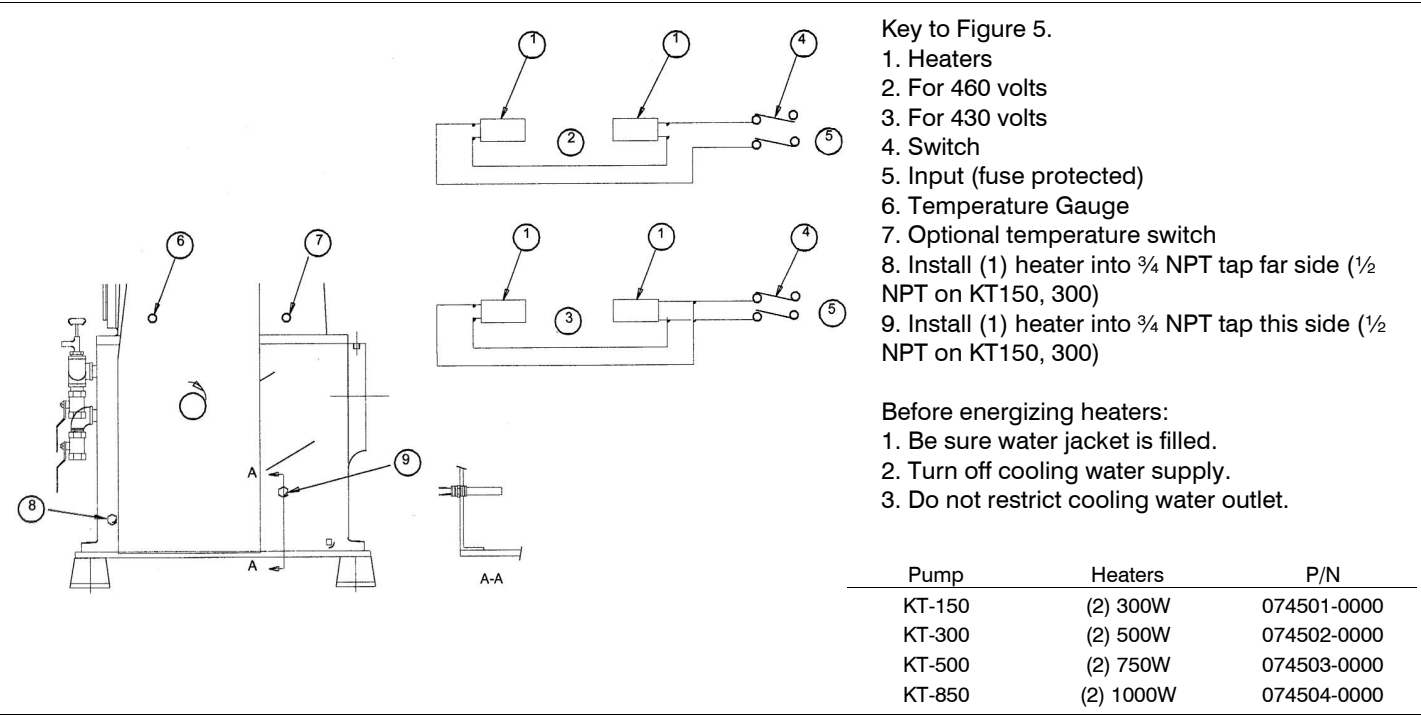 1
1
4
2
5
1
1
4
3
5
6
7
9
8
A
A
A-A
Key to Figure 5.
1. Heaters
2. For 460 volts
3. For 430 volts
4. Switch
5. Input (fuse protected)
6. Temperature Gauge
7. Optional temperature switch
8. Install (1) heater into ¾ NPT tap far side (½
NPT on KT150, 300)
9. Install (1) heater into ¾ NPT tap this side (½
NPT on KT150, 300)
Before energizing heaters:
1. Be sure water jacket is filled.
2. Turn off cooling water supply.
3. Do not restrict cooling water outlet.
Pump Heaters P/N
KT-150 (2) 300W 074501-0000
KT-300 (2) 500W 074502-0000
KT-500 (2) 750W 074503-0000
KT-850 (2) 1000W 074504-0000